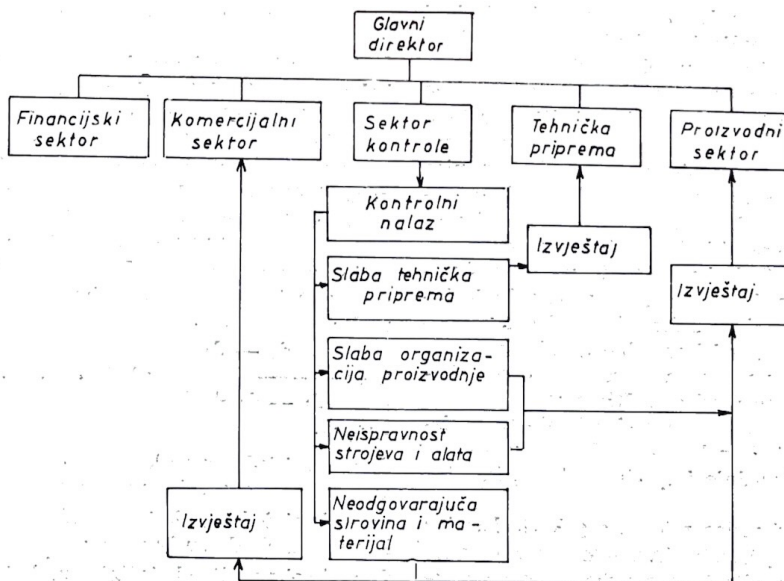 Glavni
direktor
Financijski
sektor
Komercijalni
sektor
Sektor
kontrole
Tehnička
priprema
Proizvodni
sektor
Kontrolni
nalaz
Izvještaj
Slaba tehnička
priprema
Izvještaj
Slaba organiza-
cija proizvodnje
Neispravnost
strojeva i alata
Izvještaj
Neodgovarajuča
sirovina i ma-
terijal